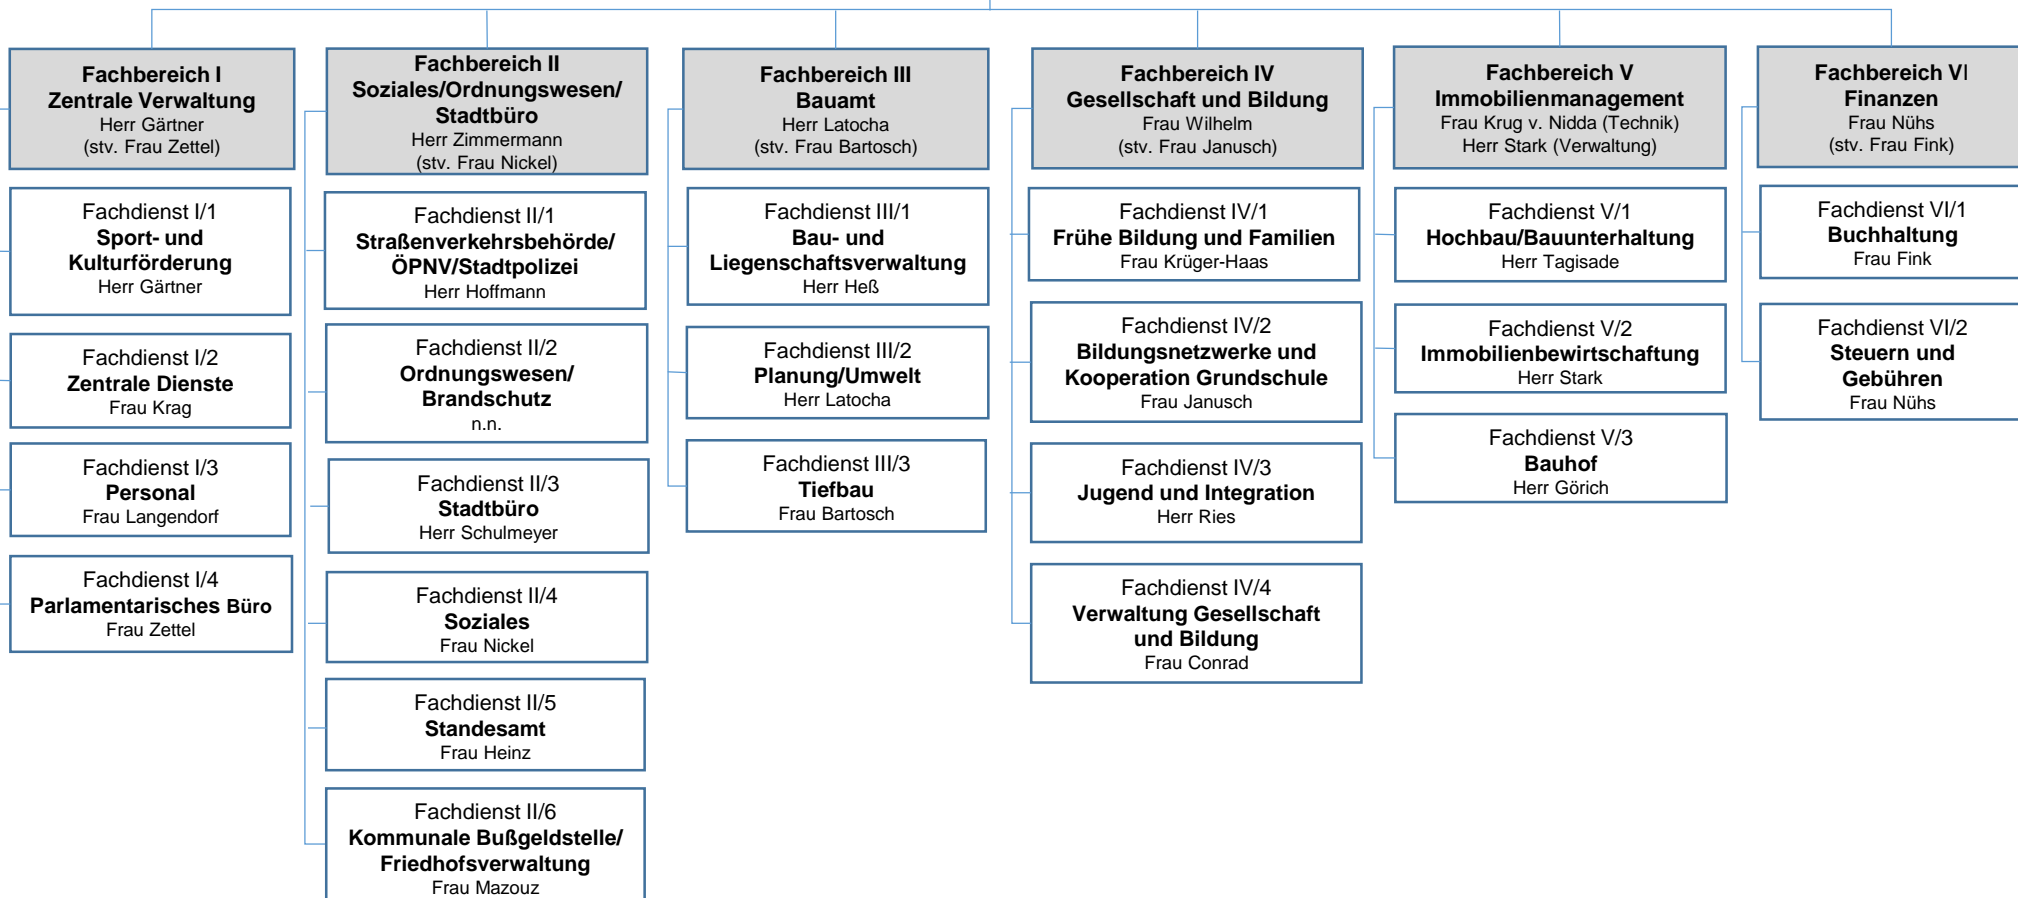 Fachbereich I
Zentrale Verwaltung
Herr Gärtner
(stv. Frau Zettel)
Fachdienst I/1
Sport- und
Kulturförderung
Herr Gärtner
Fachdienst I/2
Zentrale Dienste
Frau Krag
Fachdienst I/3
Personal
Frau Langendorf
Fachdienst I/4
Parlamentarisches Büro
Frau Zettel
Fachbereich II
Soziales/Ordnungswesen/
Stadtbüro
Herr Zimmermann
(stv. Frau Nickel)
Fachdienst II/1
Straßenverkehrsbehörde/
ÖPNV/Stadtpolizei
Herr Hoffmann
Fachdienst II/2
Ordnungswesen/
Brandschutz
n.n.
Fachdienst II/3
Stadtbüro
Herr Schulmeyer
Fachdienst II/4
Soziales
Frau Nickel
Fachdienst II/5
Standesamt
Frau Heinz
Fachdienst II/6
Kommunale Bußgeldstelle/
Friedhofsverwaltung
Frau Mazouz
Fachbereich III
Bauamt
Herr Latocha
(stv. Frau Bartosch)
Fachdienst III/1
Bau- und
Liegenschaftsverwaltung
Herr Heß
Fachdienst III/2
Planung/Umwelt
Herr Latocha
Fachdienst III/3
Tiefbau
Frau Bartosch
Fachbereich IV
Gesellschaft und Bildung
Frau Wilhelm
(stv. Frau Janusch)
Fachdienst IV/1
Frühe Bildung und Familien
Frau Krüger-Haas
Fachdienst IV/2
Bildungsnetzwerke und
Kooperation Grundschule
Frau Janusch
Fachdienst IV/3
Jugend und Integration
Herr Ries
Fachdienst IV/4
Verwaltung Gesellschaft
und Bildung
Frau Conrad
Fachbereich V
Immobilienmanagement
Frau Krug v. Nidda (Technik)
Herr Stark (Verwaltung)
Fachdienst V/1
Hochbau/Bauunterhaltung
Herr Tagisade
Fachdienst V/2
Immobilienbewirtschaftung
Herr Stark
Fachdienst V/3
Bauhof
Herr Görich
Fachbereich VI
Finanzen
Frau Nühs
(stv. Frau Fink)
Fachdienst VI/1
Buchhaltung
Frau Fink
Fachdienst VI/2
Steuern und
Gebühren
Frau Nühs